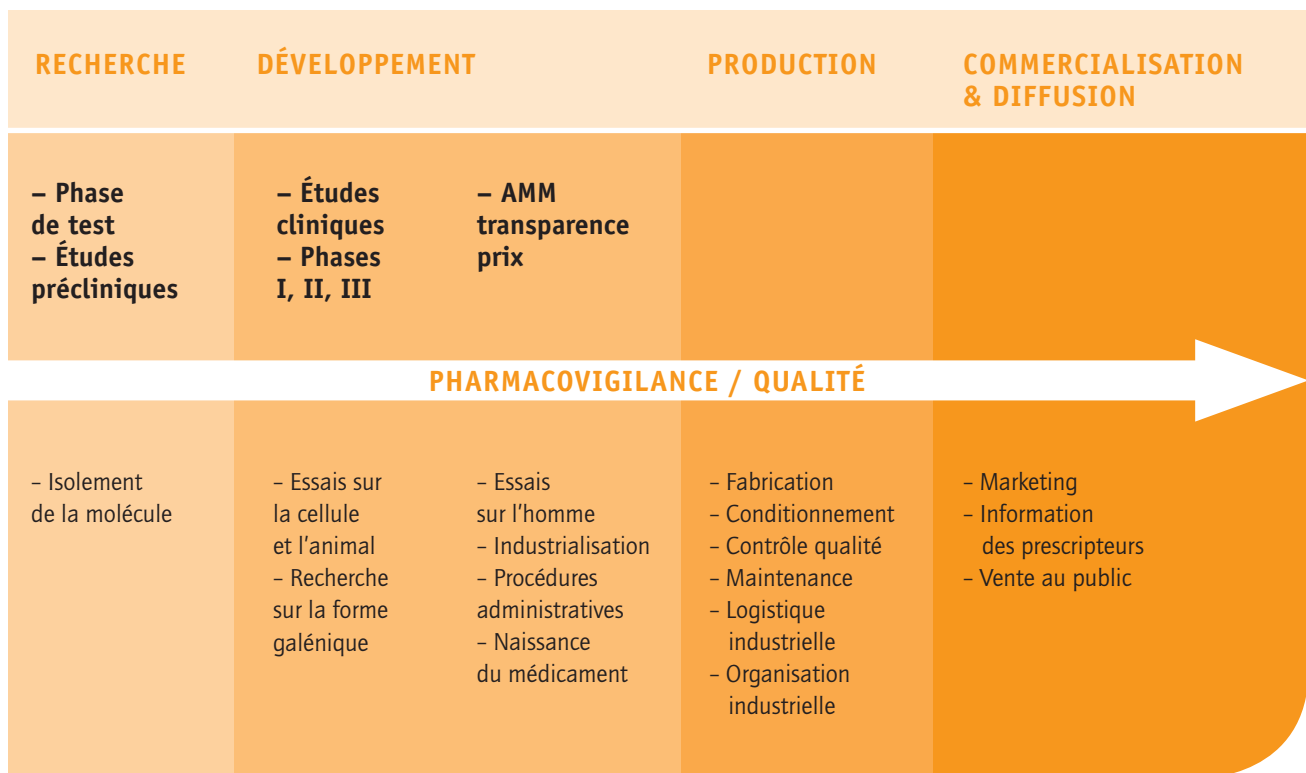 RECHERCHE
DÉVELOPPEMENT
PRODUCTION
COMMERCIALISATION
& DIFFUSION
– Phase
de test
– Études
précliniques
– Études
cliniques
– Phases
I, II, III
– AMM
transparence
prix
PHARMACOVIGILANCE / QUALITÉ
– Isolement
de la molécule
– Essais sur
la cellule
et l’animal
– Recherche
sur la forme
galénique
– Essais
sur l’homme
– Industrialisation
– Procédures
administratives
– Naissance
du médicament
– Fabrication
– Conditionnement
– Contrôle qualité
– Maintenance
– Logistique
industrielle
– Organisation
industrielle
– Marketing
– Information
des prescripteurs
– Vente au public